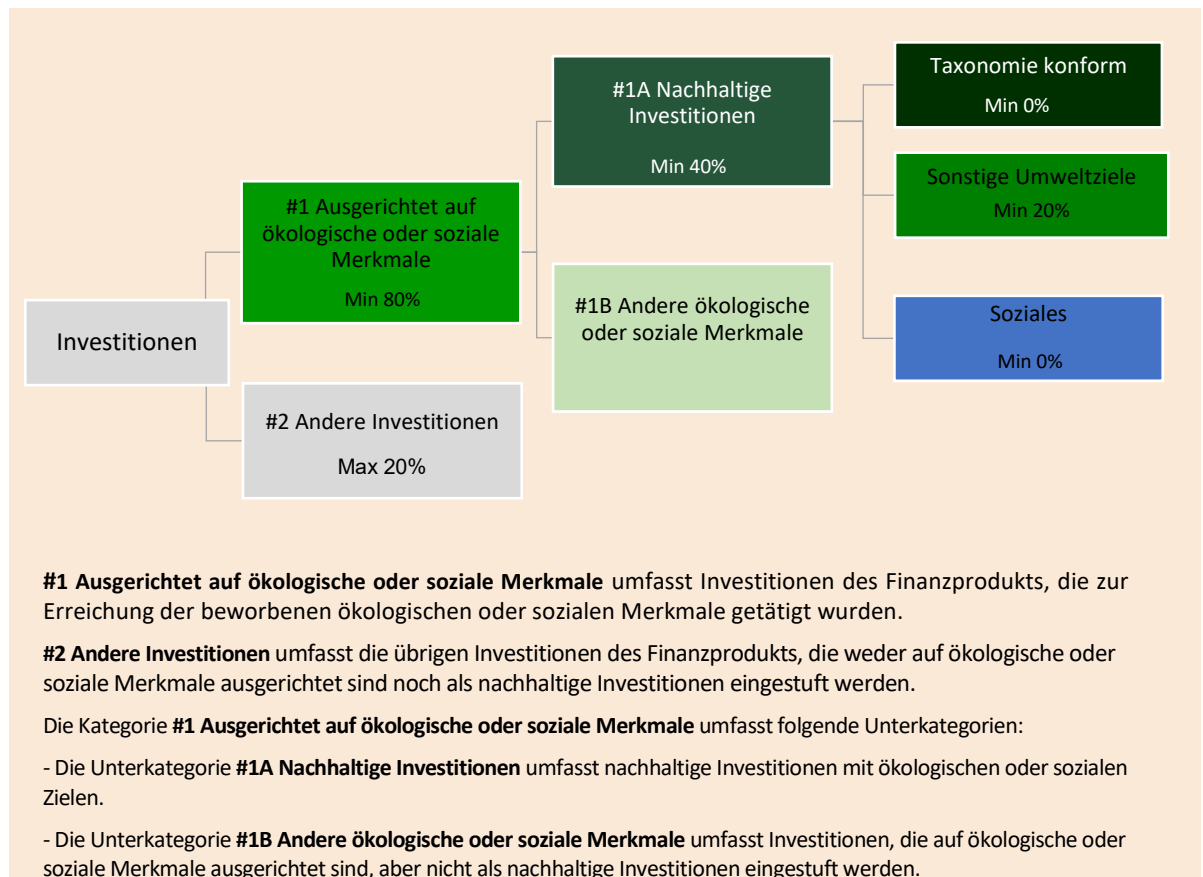 Investitionen
#1 Ausgerichtet auf
ökologische oder soziale
Merkmale
Min 80%
#2 Andere Investitionen
Max 20%
#1A Nachhaltige
Investitionen
Min 40%
#1B Andere ökologische
oder soziale Merkmale
Taxonomie konform
Min 0%
Sonstige Umweltziele
Min 20%
Soziales
Min 0%
#1 Ausgerichtet auf ökologische oder soziale Merkmale umfasst Investitionen des Finanzprodukts, die zur
Erreichung der beworbenen ökologischen oder sozialen Merkmale getätigt wurden.
#2 Andere Investitionen umfasst die übrigen Investitionen des Finanzprodukts, die weder auf ökologische oder
soziale Merkmale ausgerichtet sind noch als nachhaltige Investitionen eingestuft werden.
Die Kategorie #1 Ausgerichtet auf ökologische oder soziale Merkmale umfasst folgende Unterkategorien:
- Die Unterkategorie #1A Nachhaltige Investitionen umfasst nachhaltige Investitionen mit ökologischen oder sozialen
Zielen.
- Die Unterkategorie #1B Andere ökologische oder soziale Merkmale umfasst Investitionen, die auf ökologische oder
soziale Merkmale ausgerichtet sind, aber nicht als nachhaltige Investitionen eingestuft werden.